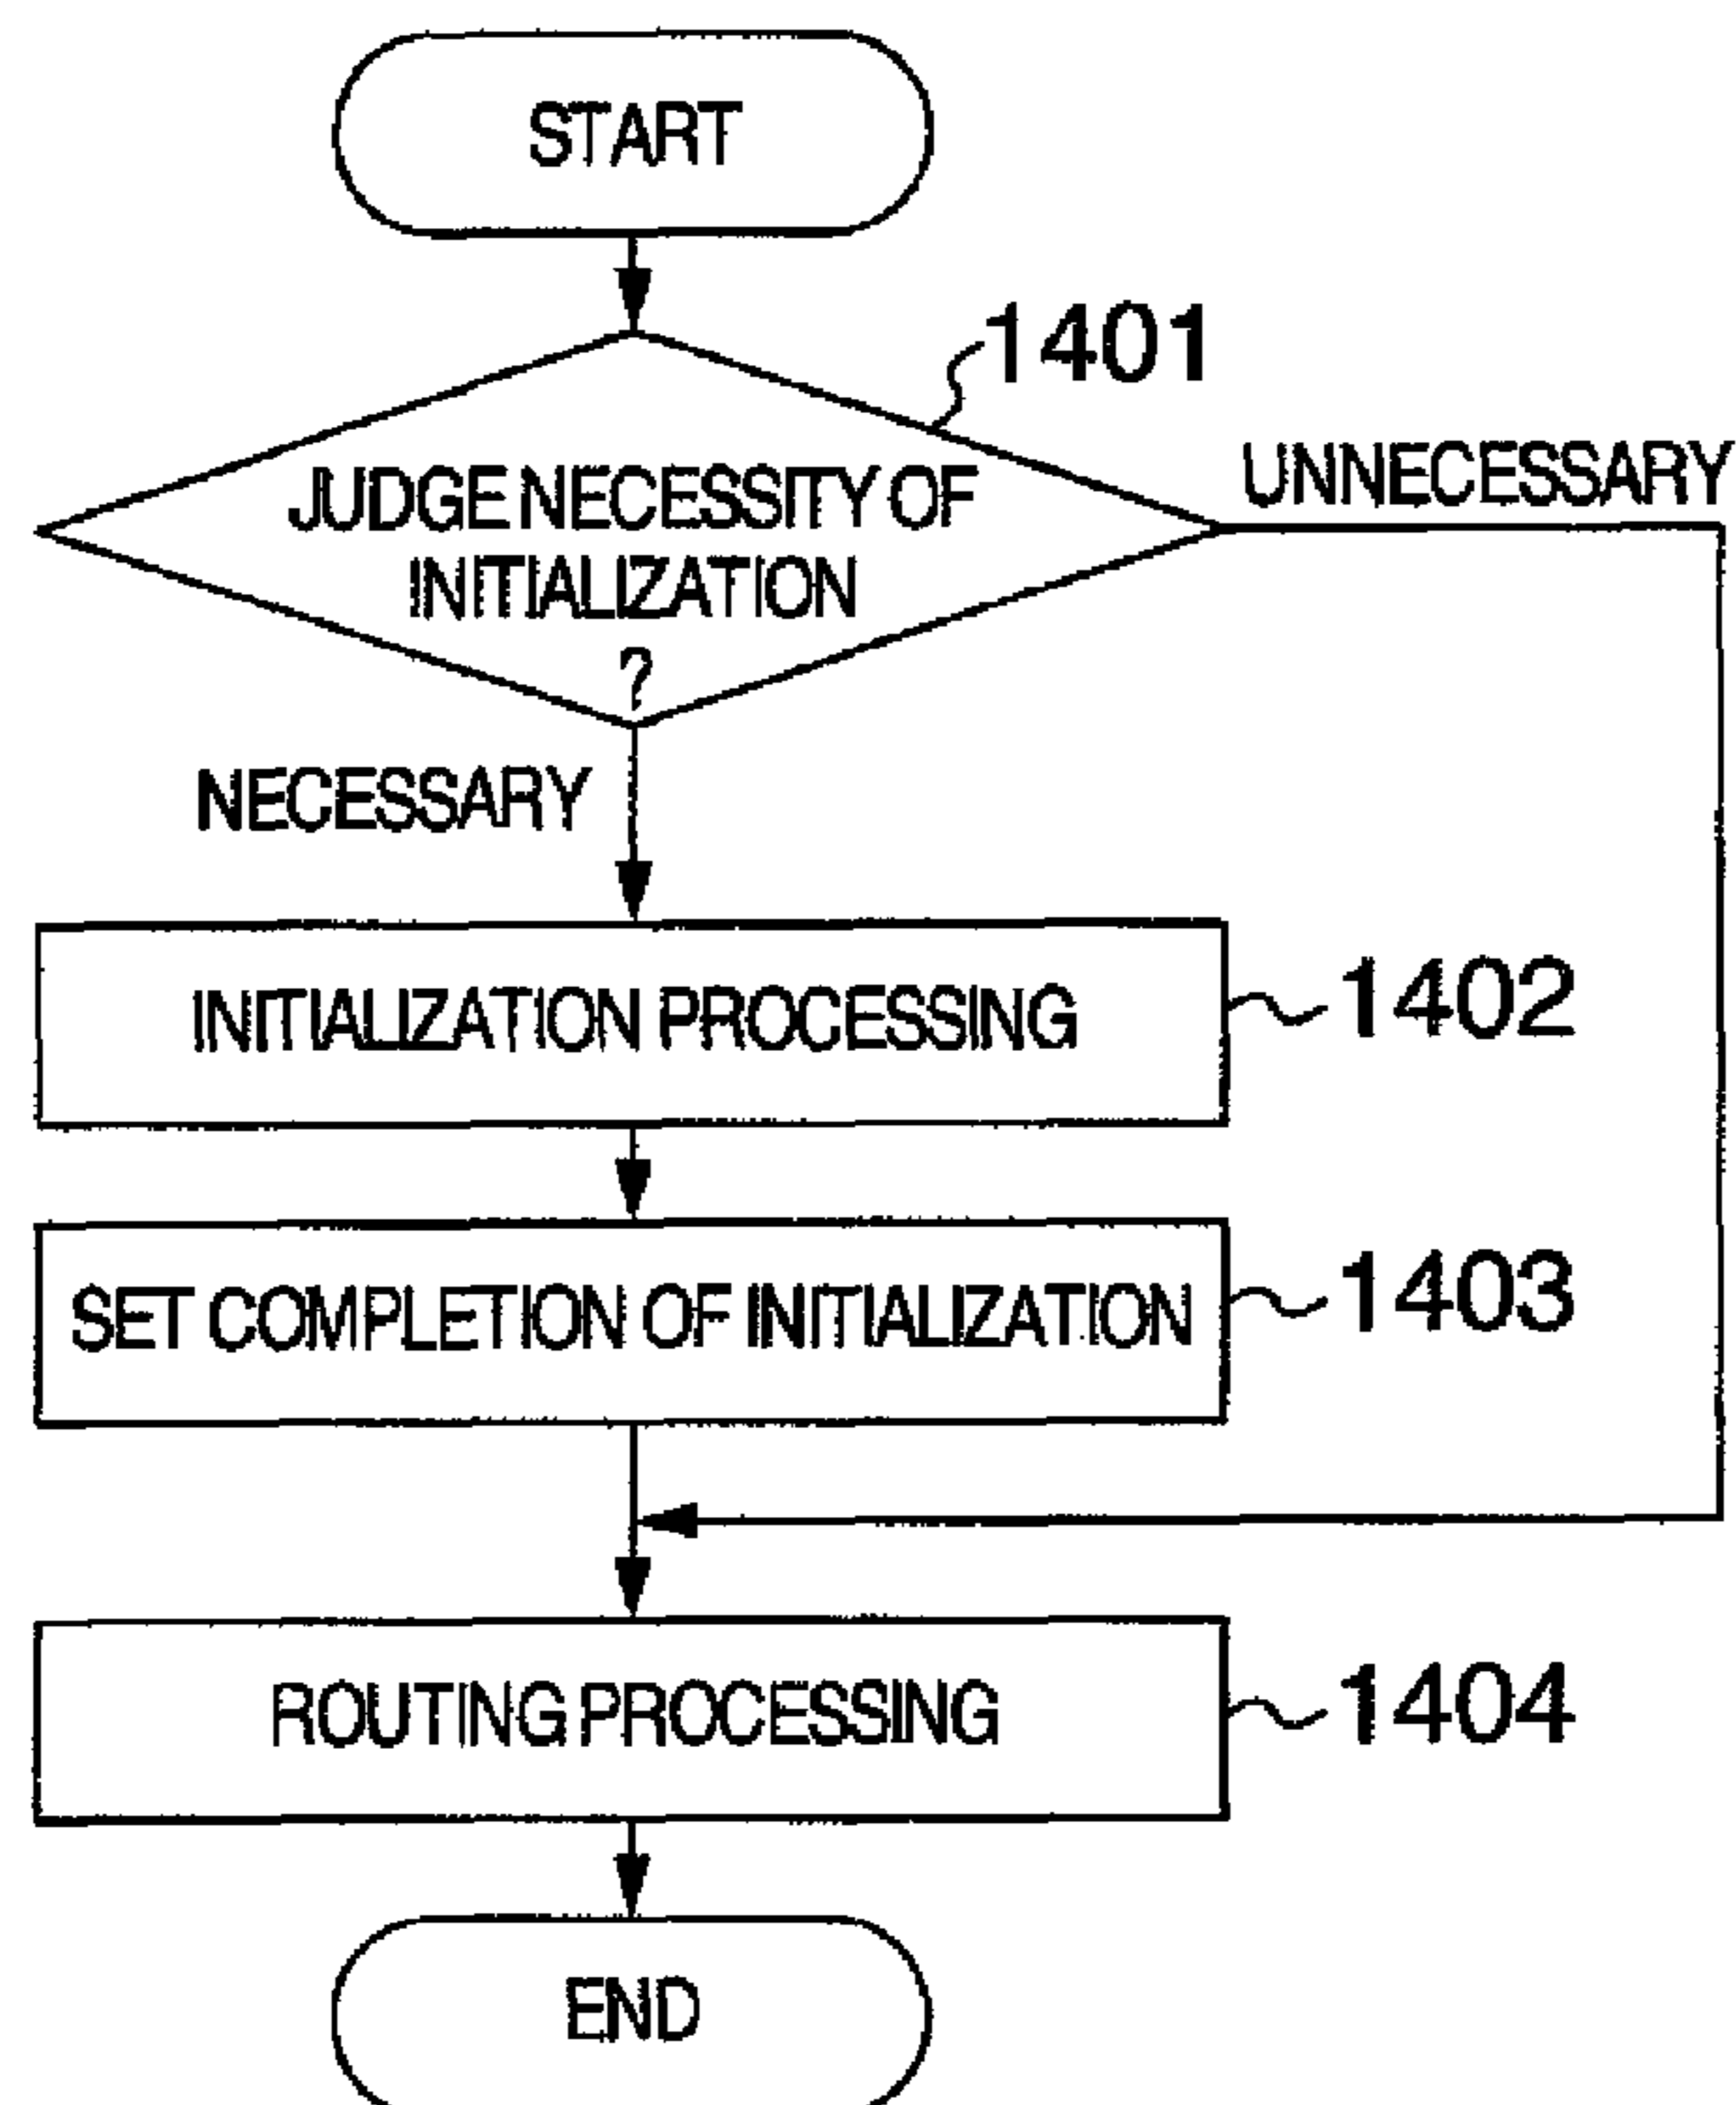 START
1401
JUDGE NECESSITY OF
INITIALIZATION
?
UNNECESSARY
NECESSARY
INITIALIZATION PROCESSING
1402
SET COMPLETION OF INITIALIZATION
1403
ROUTING PROCESSING
1404
END